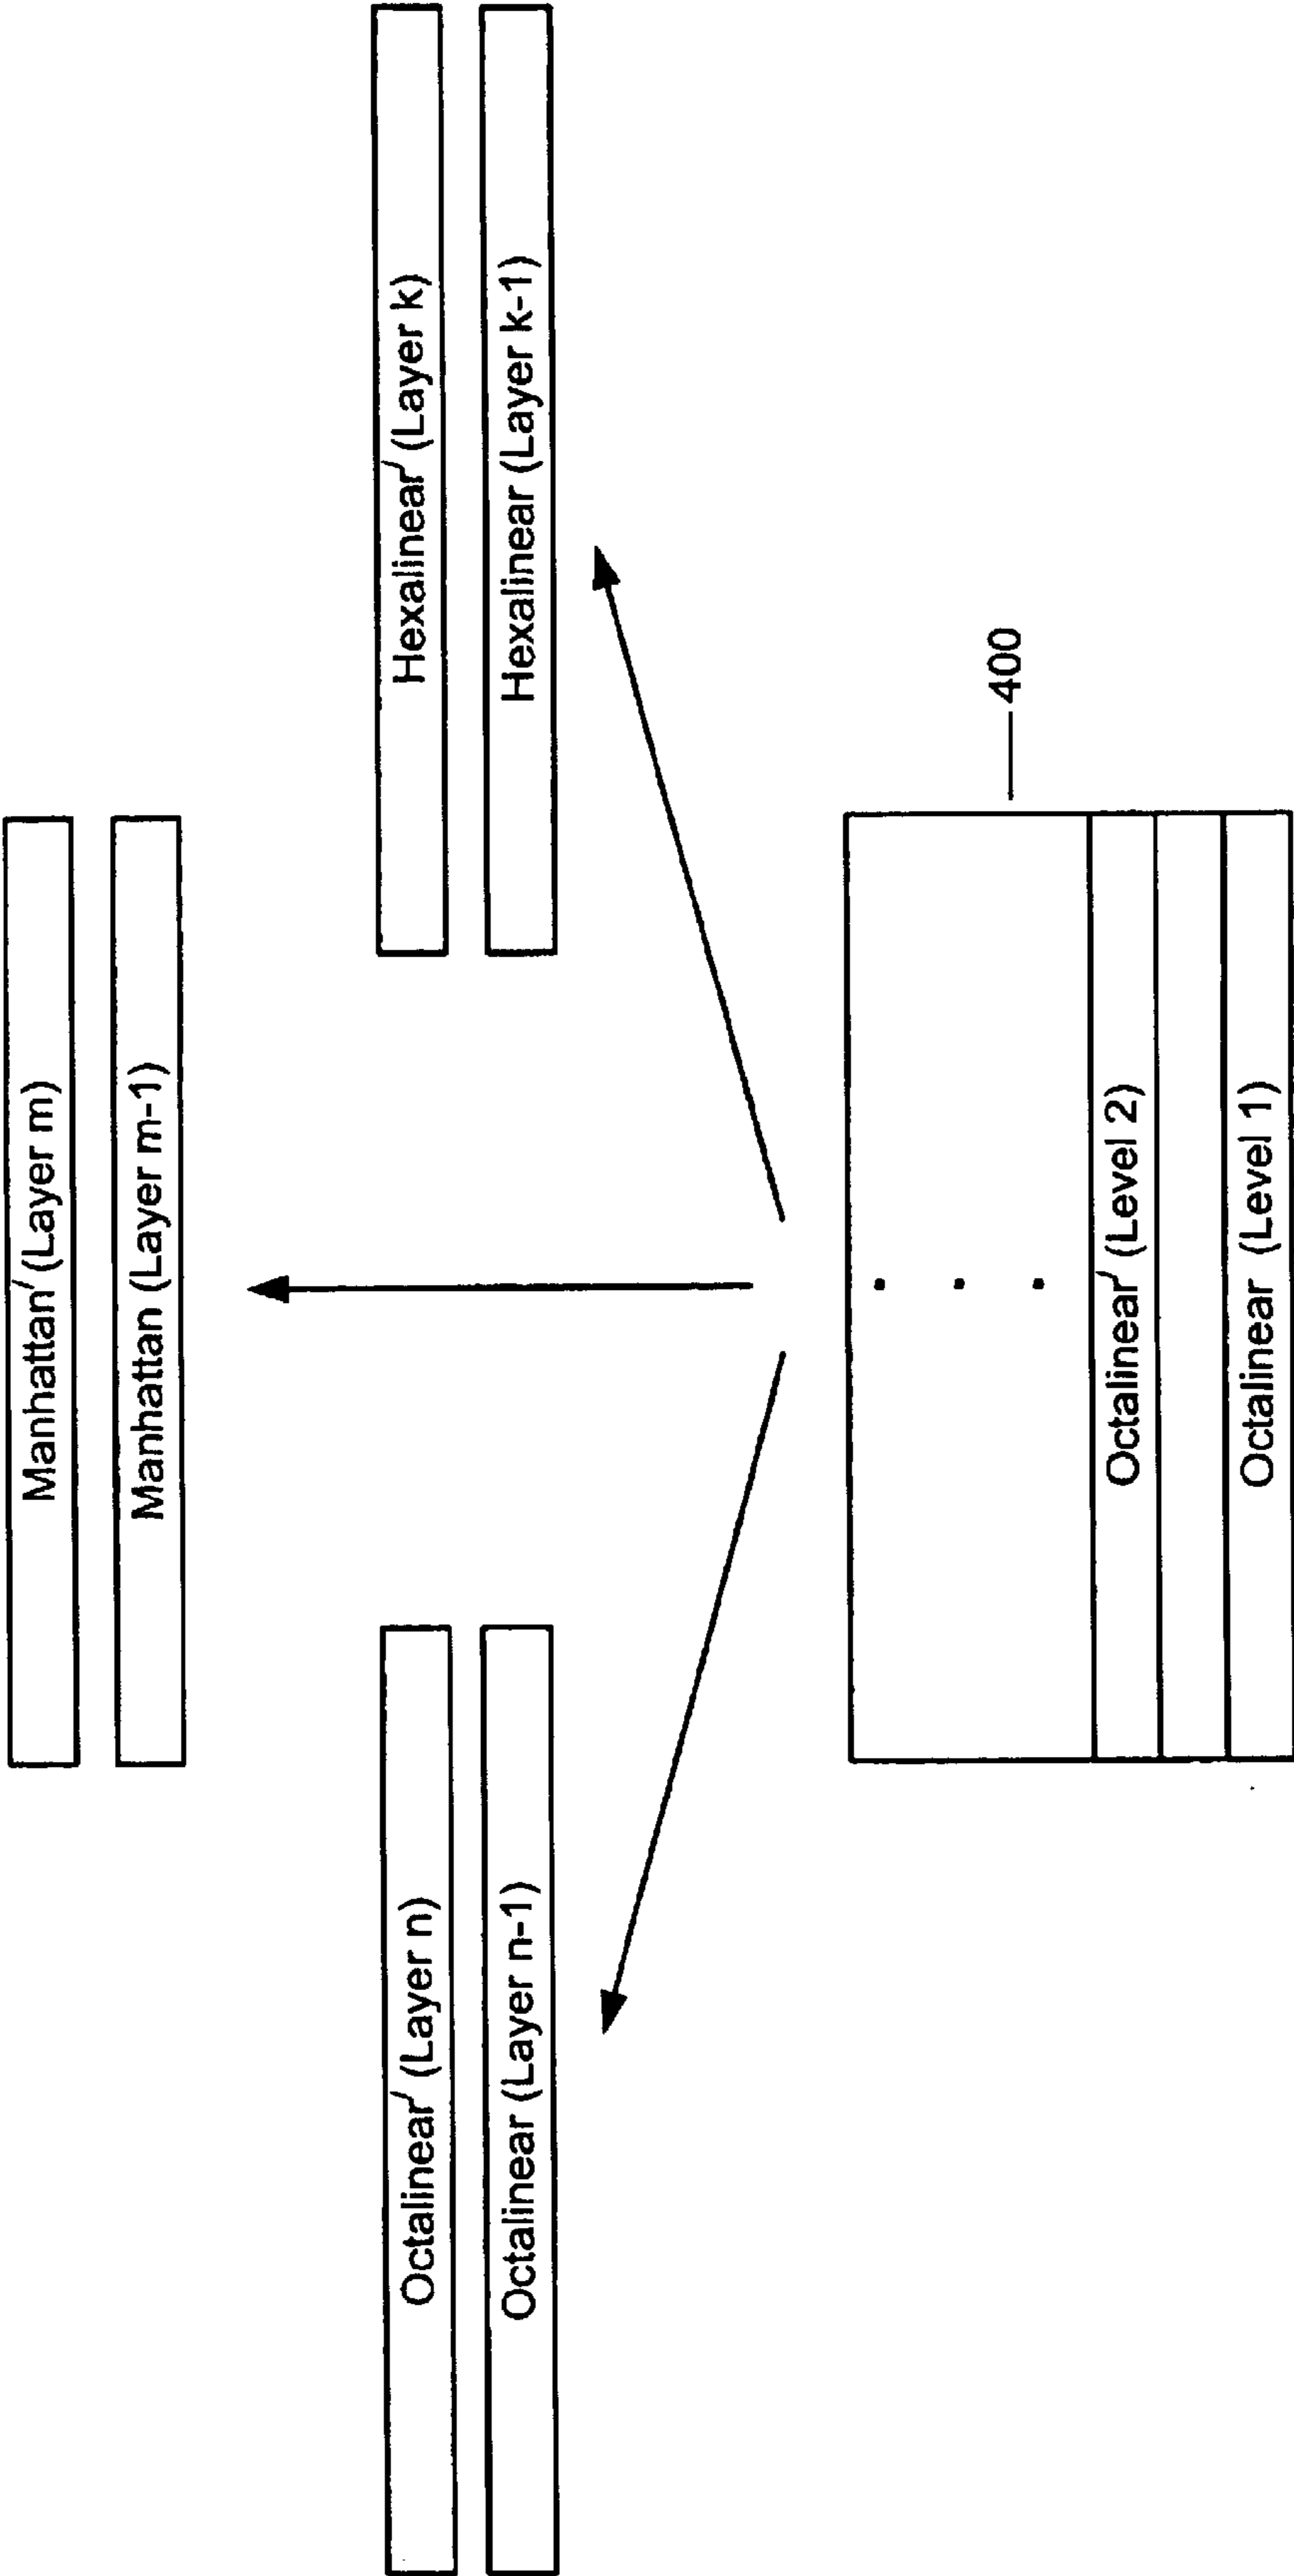 Manhattan′ (Layer m)
Manhattan (Layer m-1)
Octalinear′ (Layer n)
Octalinear (Layer n-1)
Hexalinear′ (Layer k)
Hexalinear (Layer k-1)
400
Octalinear′ (Level 2)
Octalinear (Level 1)